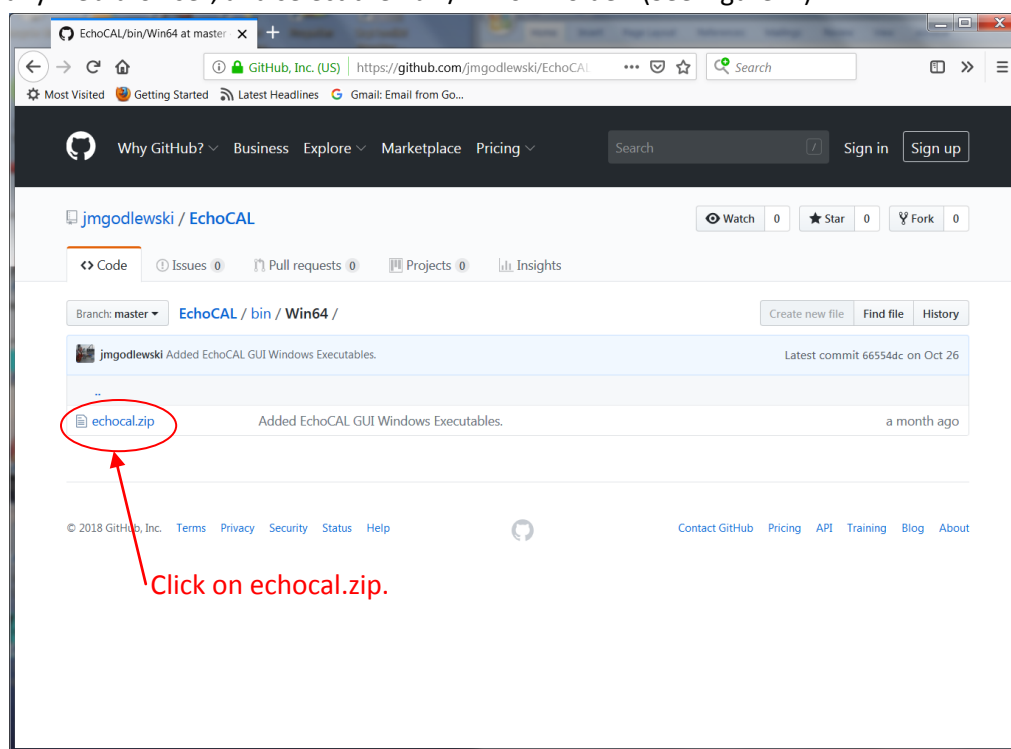 EchoCAL/bin/Win64 at master
GitHub, Inc. (US) https://github.com/jmgodlewski/EchoCAL Search
Most Visited Getting Started Latest Headlines Gmail: Email from Go...
Why GitHub? Business Explore Marketplace Pricing Search / Sign in Sign up
jmgodlewski / EchoCAL Watch 0 Star 0 Fork 0
Code Issues 0 Pull requests 0 Projects 0 Insights
Branch: master EchoCAL / bin / Win64 / Create new file Find file History
jmgodlewski Added EchoCAL GUI Windows Executables. Latest commit 66554dc on Oct 26
..
echocal.zip Added EchoCAL GUI Windows Executables. a month ago
© 2018 GitHub, Inc. Terms Privacy Security Status Help Contact GitHub Pricing API Training Blog About
Click on echocal.zip.